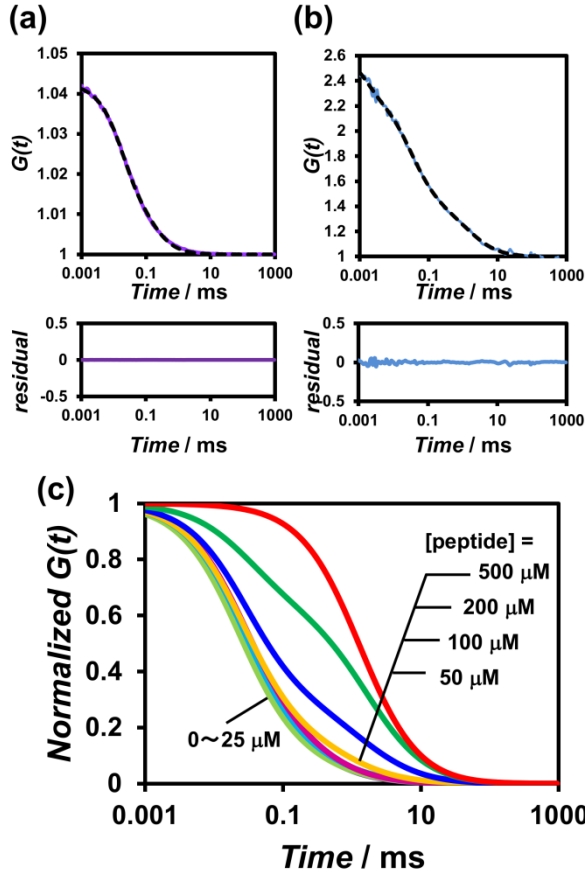 (a)
(b)
1.05
1.04
1.03
1.02
1.01
1
G(t)
0.001 0.1 10 1000
Time / ms
2.6
2.4
2.2
2
1.8
1.6
1.4
1.2
1
G(t)
0.001 0.1 10 1000
Time / ms
0.5
0
-0.5
residual
0.001 0.1 10 1000
Time / ms
0.5
0
-0.5
residual
0.001 0.1 10 1000
Time / ms
(c)
1
0.8
0.6
0.4
0.2
0
Normalized G(t)
[peptide] =
500 μM
200 μM
100 μM
50 μM
0～25 μM
0.001 0.1 10 1000
Time / ms